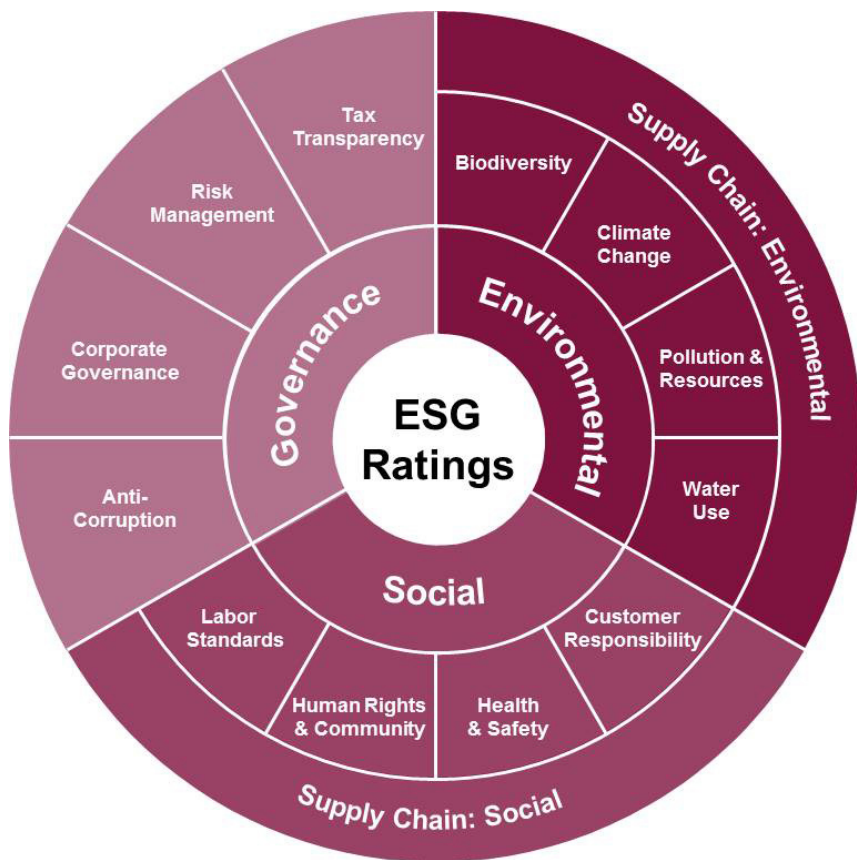 ESG
Ratings
Environmental
Biodiversity
Climate
Change
Pollution &
Resources
Water
Use
Supply Chain: Environmental
Social
Customer
Responsibility
Health
& Safety
Human Rights
& Community
Labor
Standards
Supply Chain: Social
Governance
Anti-
Corruption
Corporate
Governance
Risk
Management
Tax
Transparency